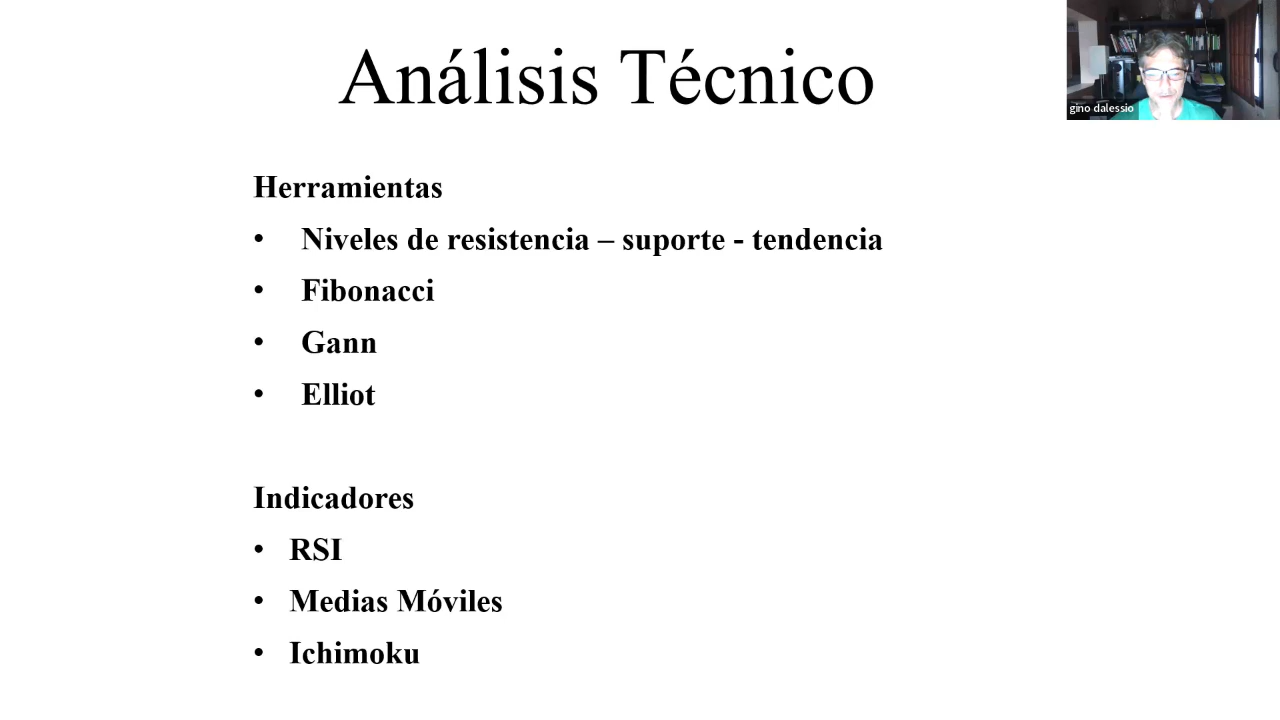 Análisis Técnico
gino dalessio
Herramientas
• Niveles de resistencia – suporte - tendencia
• Fibonacci
• Gann
• Elliot
Indicadores
• RSI
• Medias Móviles
• Ichimoku